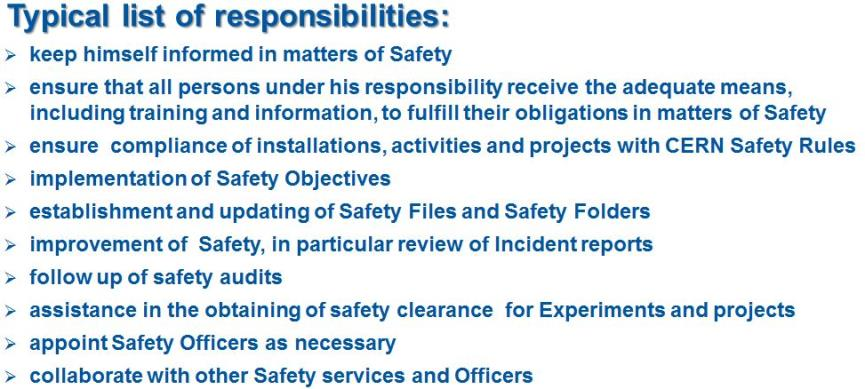 Typical list of responsibilities:
➢ keep himself informed in matters of Safety
➢ ensure that all persons under his responsibility receive the adequate means,
including training and information, to fulfill their obligations in matters of Safety
➢ ensure compliance of installations, activities and projects with CERN Safety Rules
➢ implementation of Safety Objectives
➢ establishment and updating of Safety Files and Safety Folders
➢ improvement of Safety, in particular review of Incident reports
➢ follow up of safety audits
➢ assistance in the obtaining of safety clearance for Experiments and projects
➢ appoint Safety Officers as necessary
➢ collaborate with other Safety services and Officers